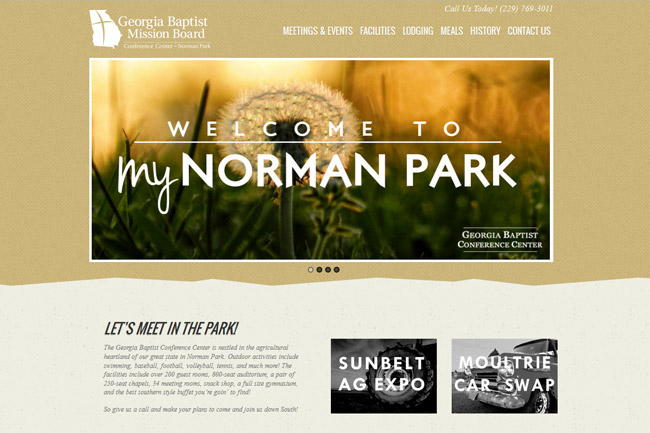 Call Us Today! (229) 769-3011
Georgia Baptist
Mission Board
Conference Center - Norman Park
MEETINGS & EVENTS FACILITIES LODGING MEALS HISTORY CONTACT US
WELCOME TO
my NORMAN PARK
GEORGIA BAPTIST
CONFERENCE CENTER
LET'S MEET IN THE PARK!
The Georgia Baptist Conference Center is nestled in the agricultural
heartland of our great state in Norman Park. Outdoor activities include
swimming, baseball, football, volleyball, tennis, and much more! The
facilities include over 200 guest rooms, 800-seat auditorium, a pair of
250-seat chapels, 34 meeting rooms, snack shop, a full size gymnasium,
and the best southern style buffet you're goin' to find!
So give us a call and make your plans to come and join us down South!
SUNBELT
AG EXPO
MOULTRIE
CAR SWAP